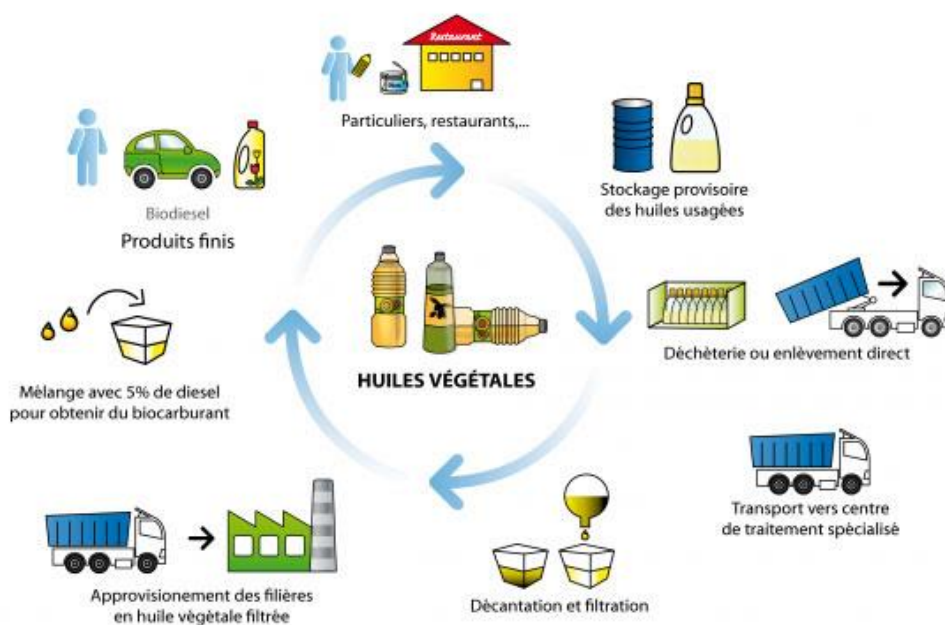 Restaurant
Particuliers, restaurants,...
Stockage provisoire
des huiles usagées
Déchèterie ou enlèvement direct
Transport vers centre
de traitement spécialisé
Décantation et filtration
Approvisionement des filières
en huile végétale filtrée
Mélange avec 5% de diesel
pour obtenir du biocarburant
Biodiesel
Produits finis
HUILES VÉGÉTALES